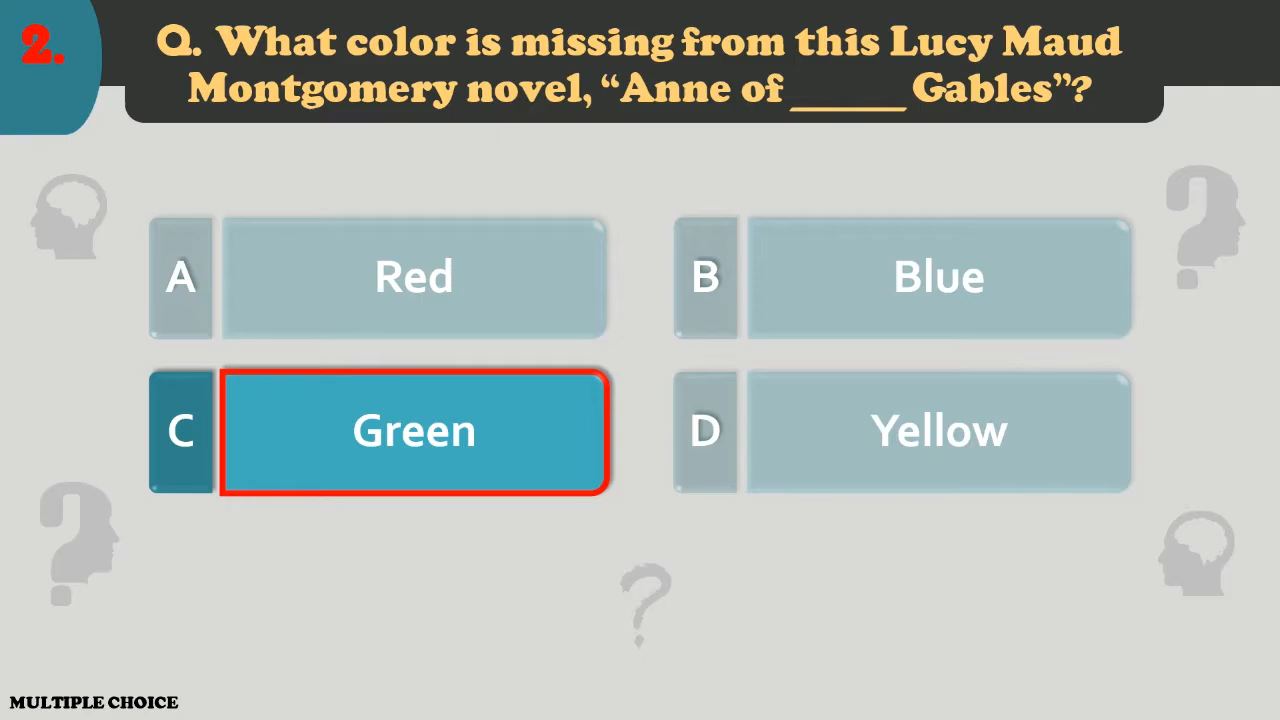 2.
Q. What color is missing from this Lucy Maud
Montgomery novel, “Anne of ______ Gables”?
A Red
B Blue
C Green
D Yellow
?
MULTIPLE CHOICE